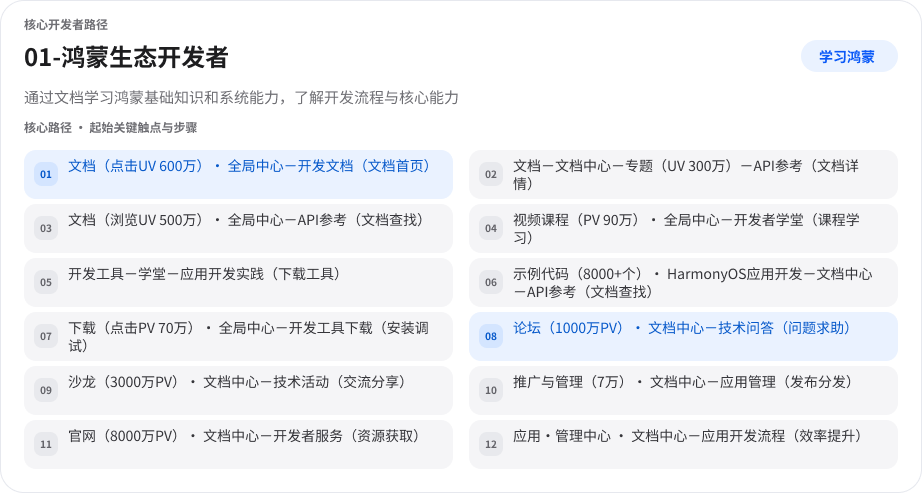 核心开发者路径
01-鸿蒙生态开发者
学习鸿蒙
通过文档学习鸿蒙基础知识和系统能力，了解开发流程与核心能力
核心路径 • 起始关键触点与步骤
01 文档（点击UV 600万）• 全局中心－开发文档（文档首页）
02 文档－文档中心－专题（UV 300万）－API参考（文档详
情）
03 文档（浏览UV 500万）• 全局中心－API参考（文档查找）
04 视频课程（PV 90万）• 全局中心－开发者学堂（课程学
习）
05 开发工具－学堂－应用开发实践（下载工具）
06 示例代码（8000+个）• HarmonyOS应用开发－文档中心
－API参考（文档查找）
07 下载（点击PV 70万）• 全局中心－开发工具下载（安装调
试）
08 论坛（1000万PV）• 文档中心－技术问答（问题求助）
09 沙龙（3000万PV）• 文档中心－技术活动（交流分享）
10 推广与管理（7万）• 文档中心－应用管理（发布分发）
11 官网（8000万PV）• 文档中心－开发者服务（资源获取）
12 应用・管理中心 • 文档中心－应用开发流程（效率提升）